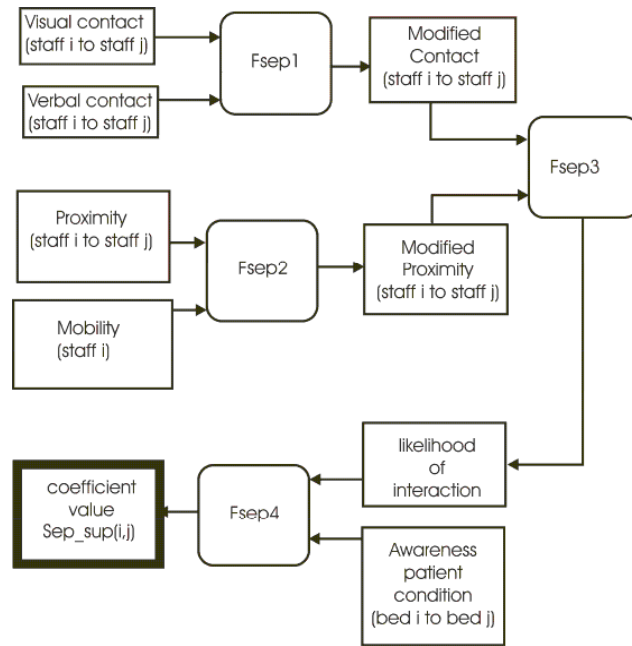 Visual contact
(staff i to staff j)
Fsep1
Modified
Contact
(staff i to staff j)
Verbal contact
(staff i to staff j)
Fsep3
Proximity
(staff i to staff j)
Fsep2
Modified
Proximity
(staff i to staff j)
Mobility
(staff i)
likelihood
of
interaction
coefficient
value
Sep_sup(i,j)
Fsep4
Awareness
patient
condition
(bed i to bed j)